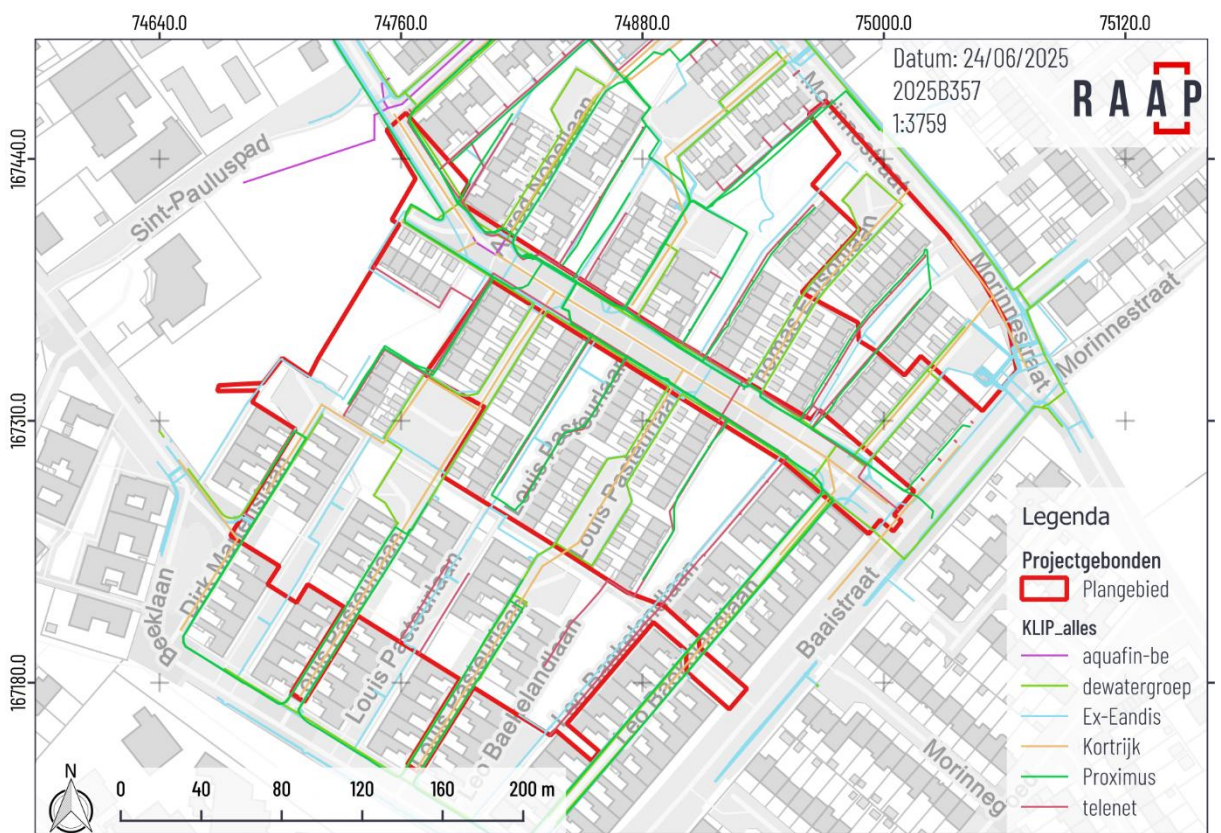 74640.0
74760.0
74880.0
75000.0
75120.0
Datum: 24/06/2025
2025B357
1:3759
RAAP
167440.0
167310.0
167180.0
Sint-Pauluspad
Alfred Nobellaan
Morinnestraat
Thomas Edisonlaan
Morinnestraat
Morinnestraat
Louis Pasteurlaan
Louis Pasteurlaan
Dirk Martenslaan
Beeklaan
Louis Pasteurlaan
Louis Pasteurlaan
Louis Pasteurlaan
Leo Baekelandlaan
Leo Baekelandlaan
Leo Baekelandlaan
Baaistraat
Legenda
Projectgebonden
Plangebied
KLIP_alles
aquafin-be
dewatergroep
Ex-Eandis
Kortrijk
Proximus
telenet
N
0 40 80 120 160 200 m